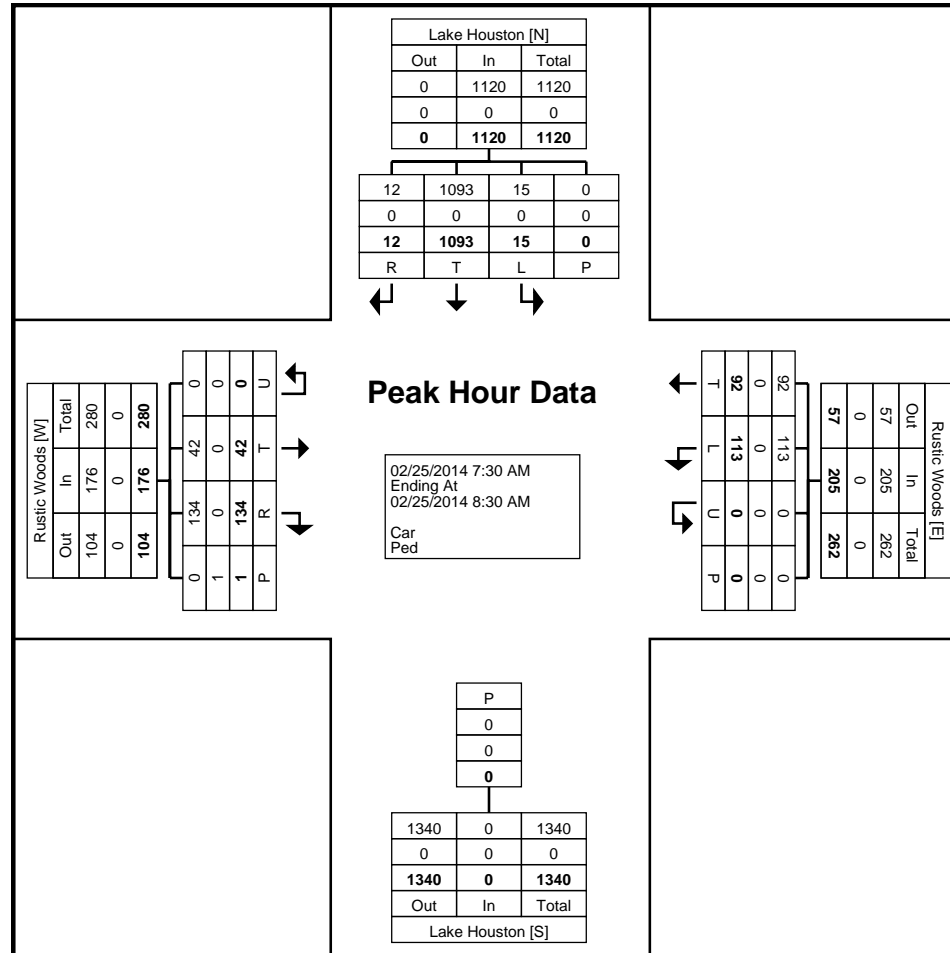 Lake Houston [N]
Out In Total
0 1120 1120
0 0 0
0 1120 1120
12 1093 15 0
0 0 0 0
12 1093 15 0
R T L P
Rustic Woods [W]
Total In Out
280 176 104
0 0 0
280 176 104
0 42 134 0
0 0 0 1
0 42 134 1
U T R P
Peak Hour Data
02/25/2014 7:30 AM
Ending At
02/25/2014 8:30 AM
Car
Ped
T L U P
92 113 0 0
0 0 0 0
92 113 0 0
Rustic Woods [E]
Out In Total
57 205 262
0 0 0
57 205 262
P
0
0
0
1340 0 1340
0 0 0
1340 0 1340
Out In Total
Lake Houston [S]